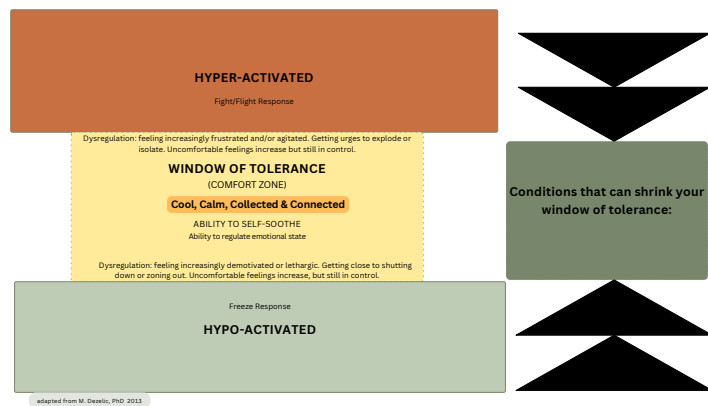 HYPER-ACTIVATED
Fight/Flight Response
Dysregulation: feeling increasingly frustrated and/or agitated. Getting urges to explode or
isolate. Uncomfortable feelings increase but still in control.
WINDOW OF TOLERANCE
(COMFORT ZONE)
Cool, Calm, Collected & Connected
ABILITY TO SELF-SOOTHE
Ability to regulate emotional state
Dysregulation: feeling increasingly demotivated or lethargic. Getting close to shutting
down or zoning out. Uncomfortable feelings increase, but still in control.
Freeze Response
HYPO-ACTIVATED
adapted from M. Dezelic, PhD 2013
Conditions that can shrink your
window of tolerance: